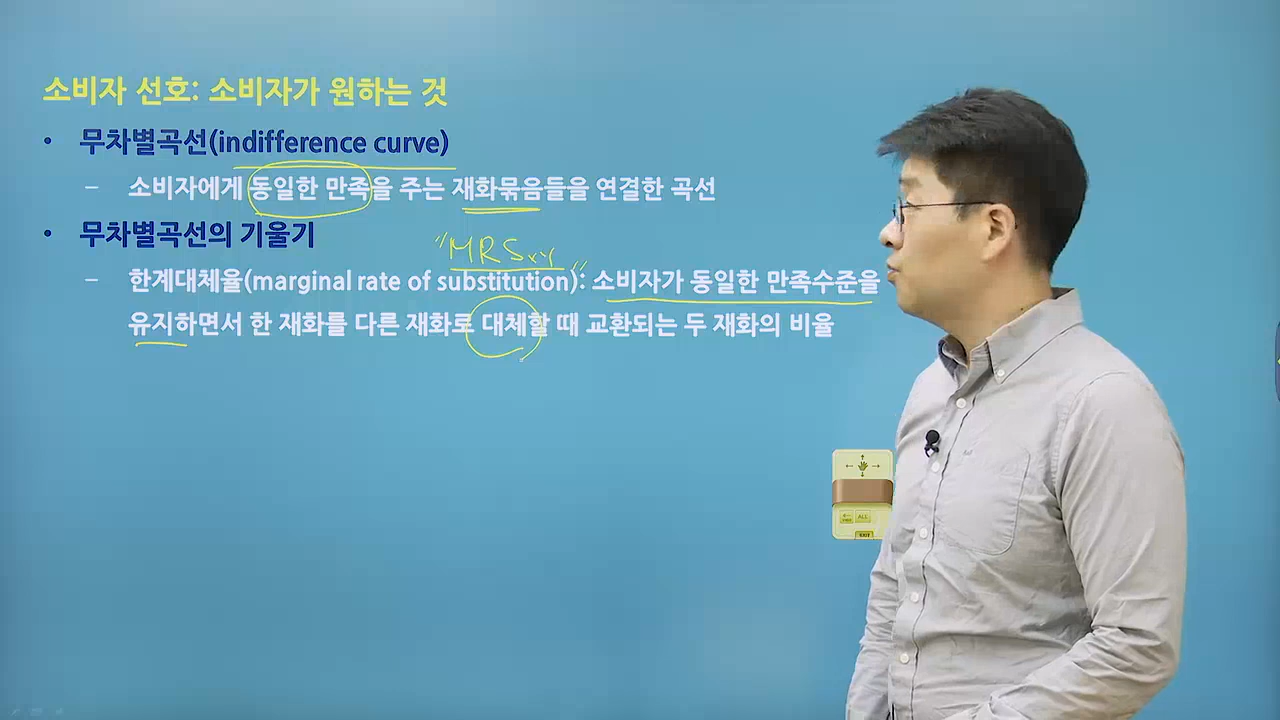 소비자 선호: 소비자가 원하는 것
• 무차별곡선(indifference curve)
– 소비자에게 동일한 만족을 주는 재화묶음들을 연결한 곡선
• 무차별곡선의 기울기
"MRSxy"
– 한계대체율(marginal rate of substitution): 소비자가 동일한 만족수준을
유지하면서 한 재화를 다른 재화로 대체할 때 교환되는 두 재화의 비율
ALL
EXIT